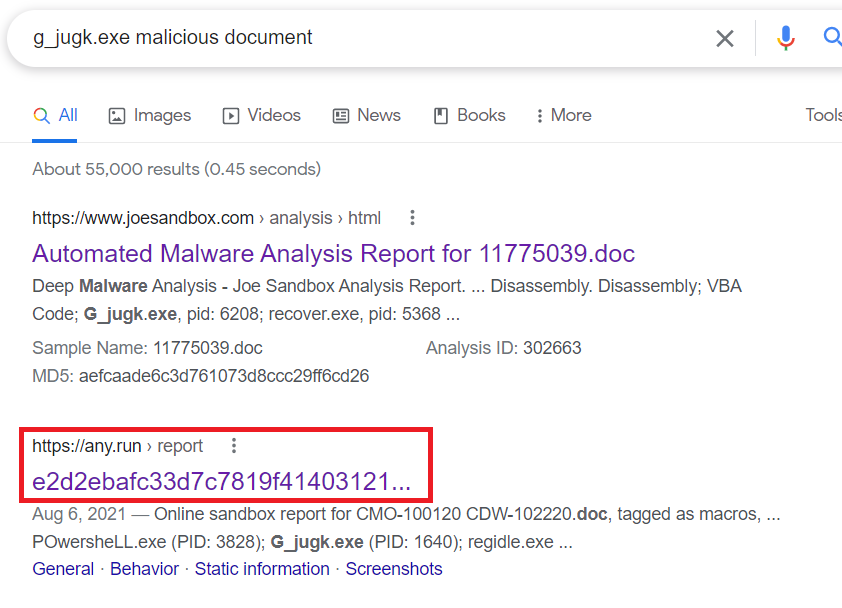 g_jugk.exe malicious document
All Images Videos News Books More Tools
About 55,000 results (0.45 seconds)
https://www.joesandbox.com › analysis › html
Automated Malware Analysis Report for 11775039.doc
Deep Malware Analysis - Joe Sandbox Analysis Report. ... Disassembly. Disassembly; VBA
Code; G_jugk.exe, pid: 6208; recover.exe, pid: 5368 ...
Sample Name: 11775039.doc Analysis ID: 302663
MD5: aefcaade6c3d761073d8ccc29ff6cd26
https://any.run › report
e2d2ebafc33d7c7819f41403121...
Aug 6, 2021 — Online sandbox report for CMO-100120 CDW-102220.doc, tagged as macros, ...
POwersheLL.exe (PID: 3828); G_jugk.exe (PID: 1640); regidle.exe ...
General · Behavior · Static information · Screenshots